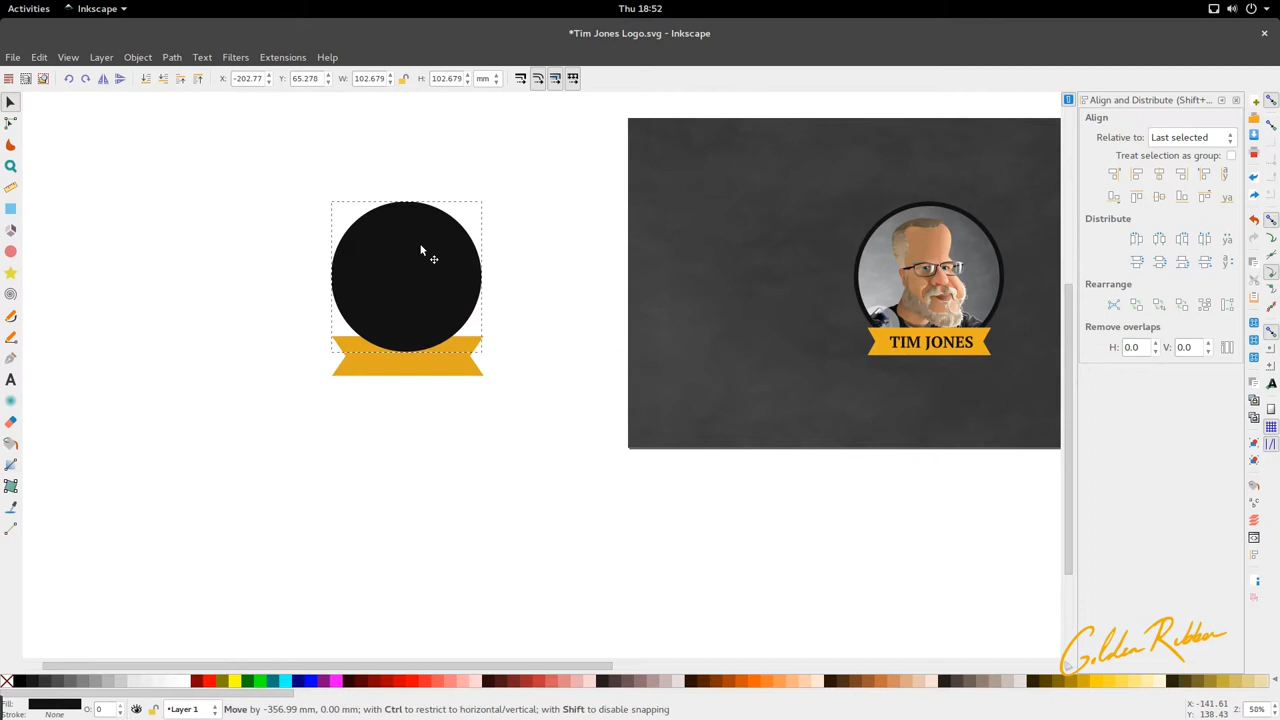 Activities
Inkscape
Thu 18:52
*Tim Jones Logo.svg - Inkscape
File Edit View Layer Object Path Text Filters Extensions Help
X: -202.77 Y: 65.278 W: 102.679 H: 102.679 mm
Align and Distribute (Shift+...
Align
Relative to: Last selected
Treat selection as group:
Distribute
Rearrange
Remove overlaps
H: 0.0 V: 0.0
TIM JONES
Golden Ribbon
Fill:
Stroke: None
O: 0
•Layer 1
Move by -356.99 mm, 0.00 mm; with Ctrl to restrict to horizontal/vertical; with Shift to disable snapping
X: -141.61
Y: 138.43
Z: 58%